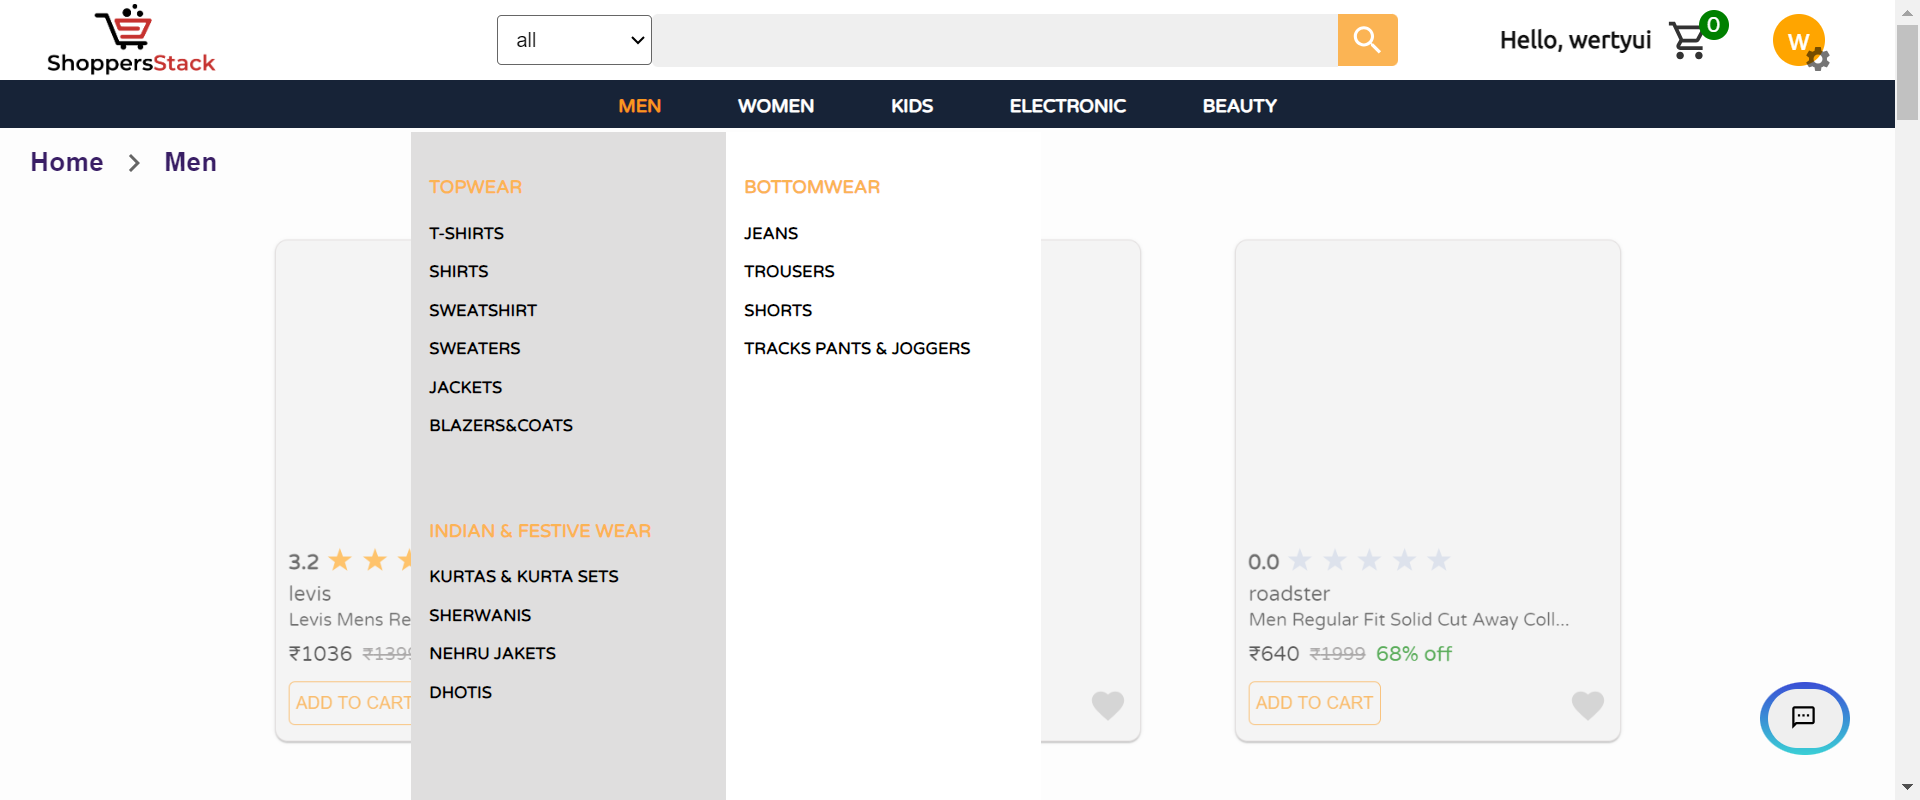 ShoppersStack
all
Hello, wertyui
0
W
MEN WOMEN KIDS ELECTRONIC BEAUTY
Home > Men
TOPWEAR
T-SHIRTS
SHIRTS
SWEATSHIRT
SWEATERS
JACKETS
BLAZERS&COATS
INDIAN & FESTIVE WEAR
KURTAS & KURTA SETS
SHERWANIS
NEHRU JAKETS
DHOTIS
BOTTOMWEAR
JEANS
TROUSERS
SHORTS
TRACKS PANTS & JOGGERS
3.2
levis
Levis Mens Re
₹1036 ₹1399
ADD TO CART
0.0
roadster
Men Regular Fit Solid Cut Away Coll...
₹640 ₹1999 68% off
ADD TO CART